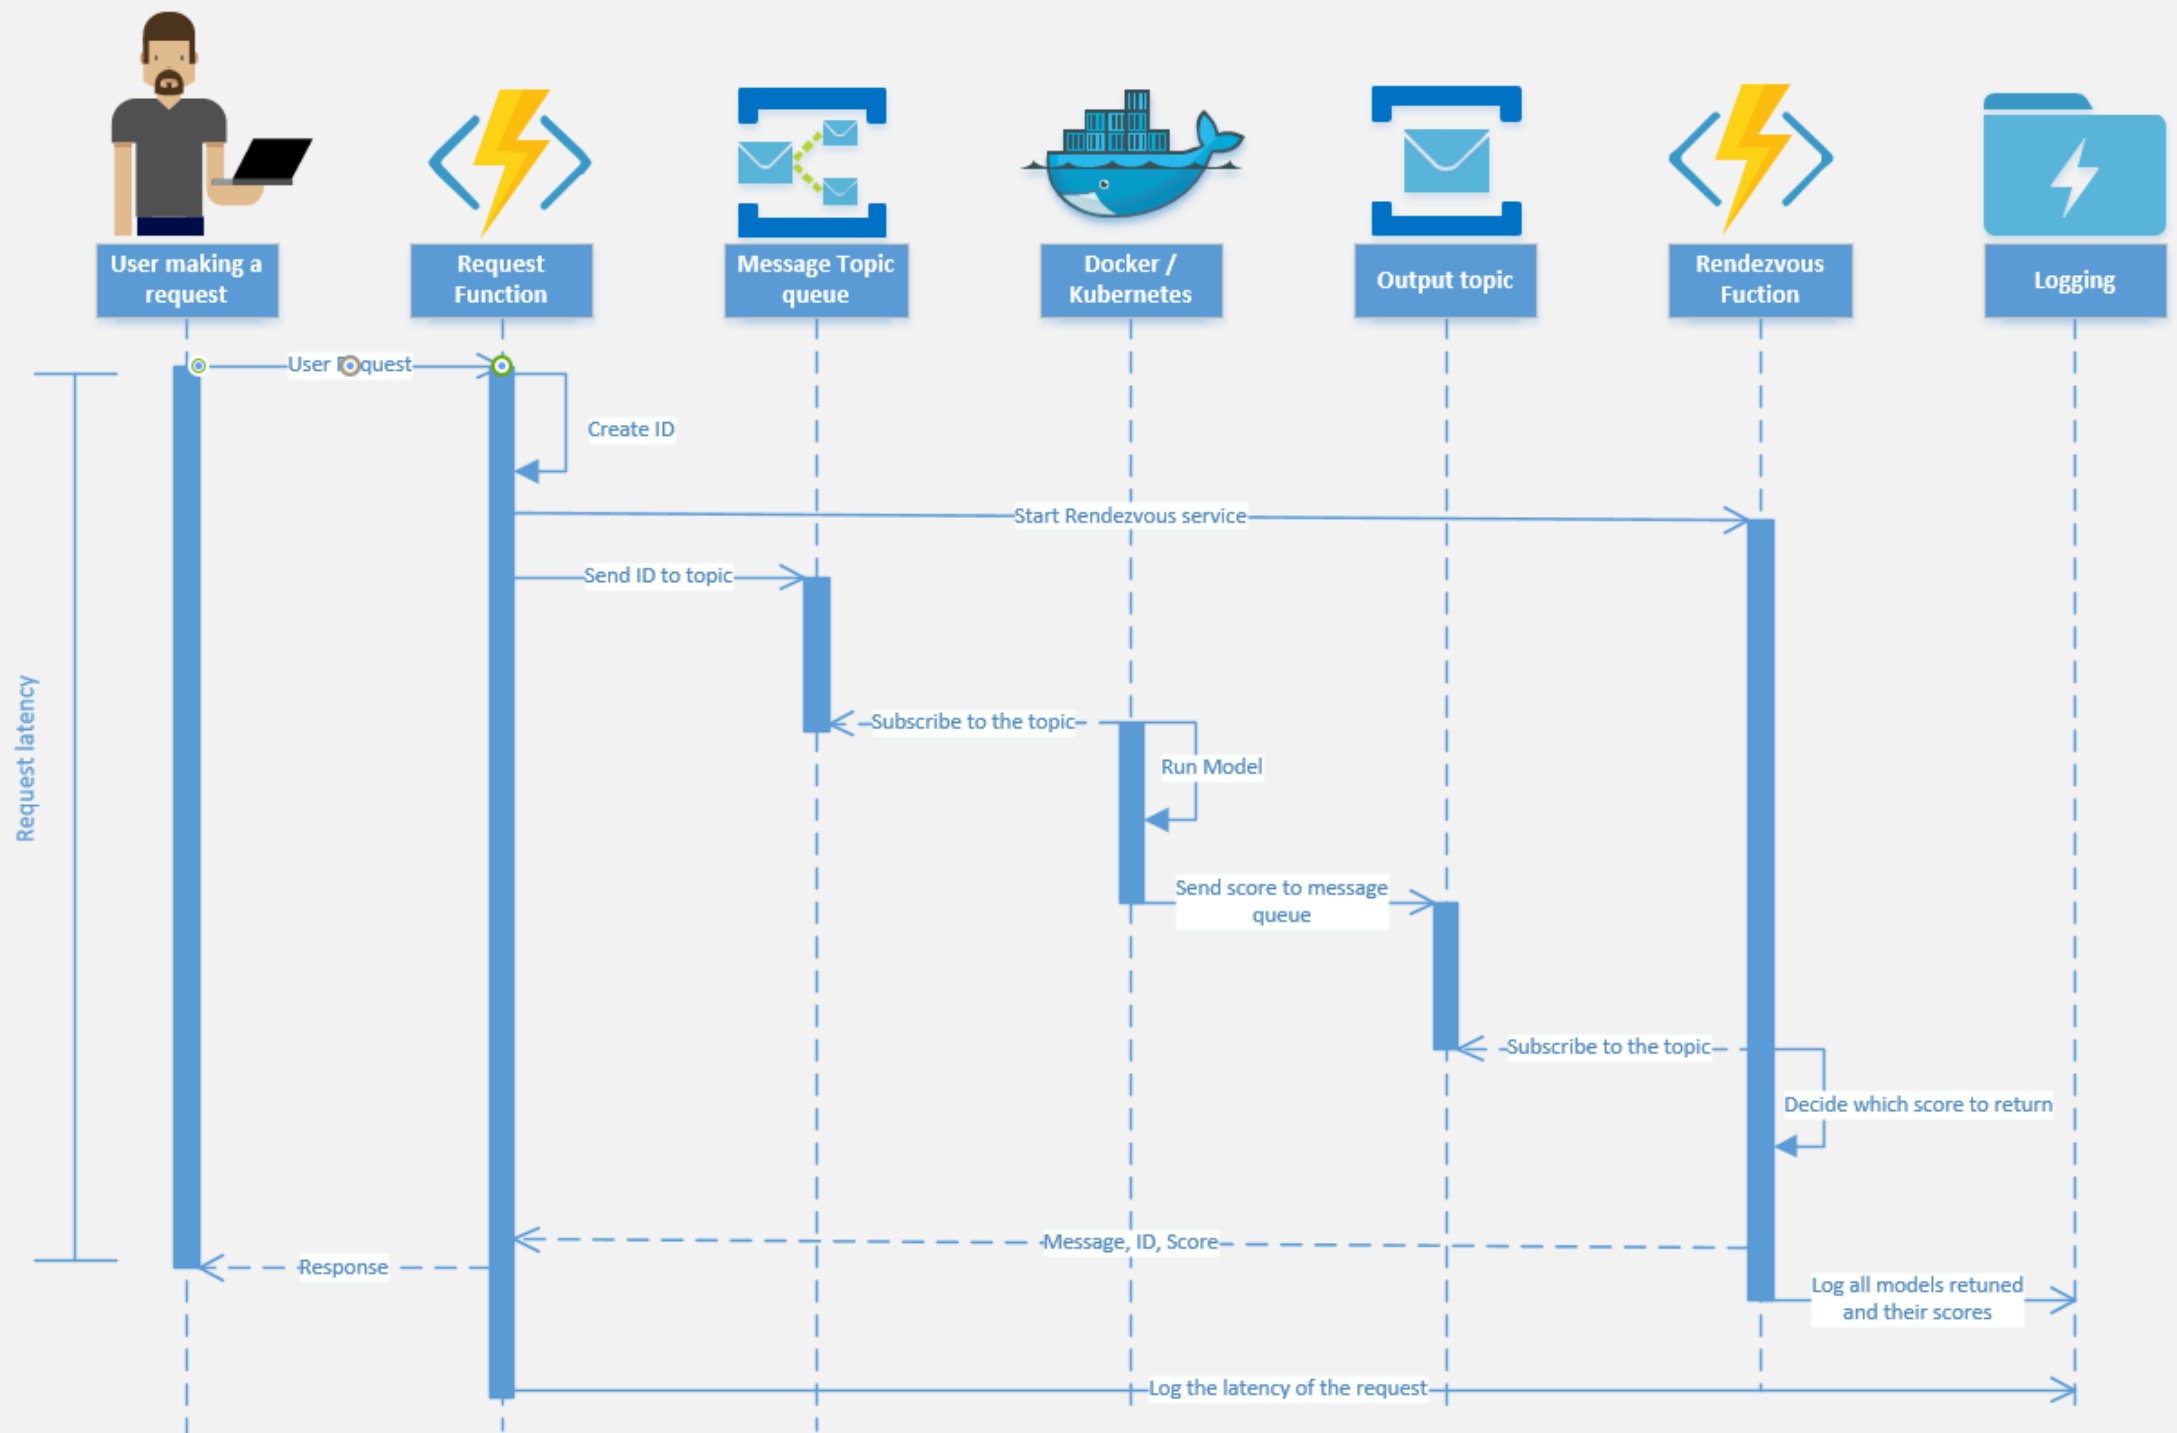 User making a
request
Request
Function
Message Topic
queue
Docker /
Kubernetes
Output topic
Rendezvous
Fuction
Logging
User Request
Create ID
Start Rendezvous service
Send ID to topic
Subscribe to the topic
Run Model
Request latency
Send score to message
queue
Subscribe to the topic
Decide which score to return
Message, ID, Score
Response
Log all models retuned
and their scores
Log the latency of the request